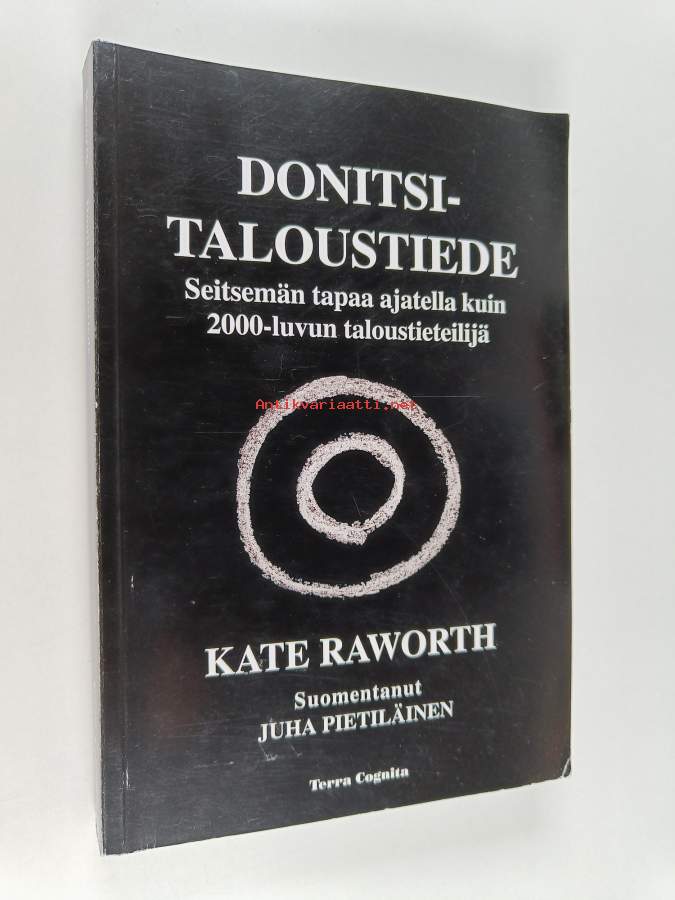 DONITSI-
TALOUSTIEDE
Seitsemän tapaa ajatella kuin
2000-luvun taloustieteilijä
Antikvariaatti.net
KATE RAWORTH
Suomentanut
JUHA PIETILÄINEN
Terra Cognita